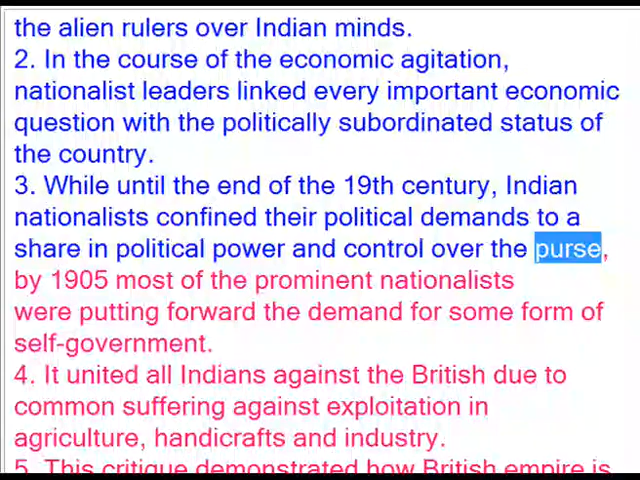 the alien rulers over Indian minds.
2. In the course of the economic agitation,
nationalist leaders linked every important economic
question with the politically subordinated status of
the country.
3. While until the end of the 19th century, Indian
nationalists confined their political demands to a
share in political power and control over the purse,
by 1905 most of the prominent nationalists
were putting forward the demand for some form of
self-government.
4. It united all Indians against the British due to
common suffering against exploitation in
agriculture, handicrafts and industry.
5. This critique demonstrated how British empire is